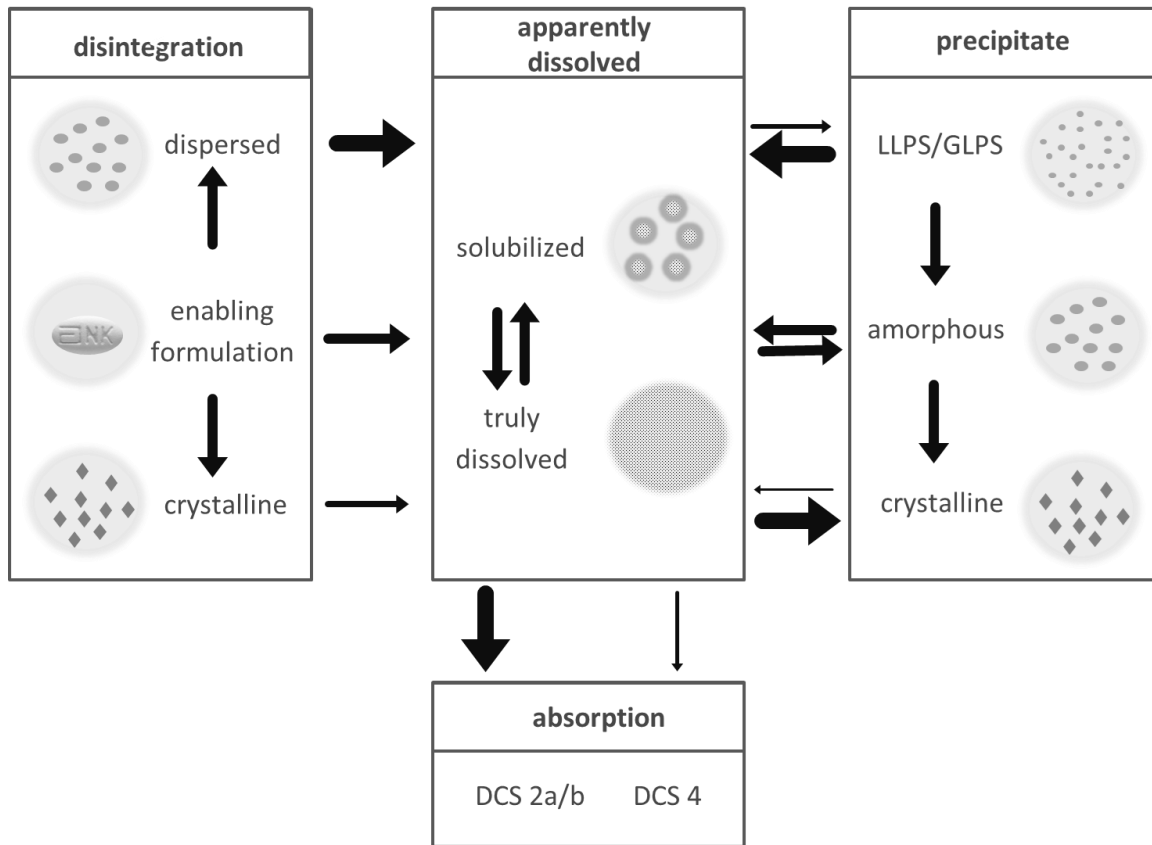 disintegration
apparently
dissolved
precipitate
dispersed
enabling
formulation
crystalline
solubilized
truly
dissolved
LLPS/GLPS
amorphous
crystalline
absorption
DCS 2a/b
DCS 4